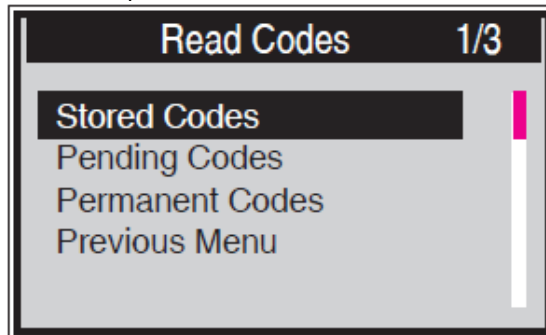 Read Codes 1/3
Stored Codes
Pending Codes
Permanent Codes
Previous Menu